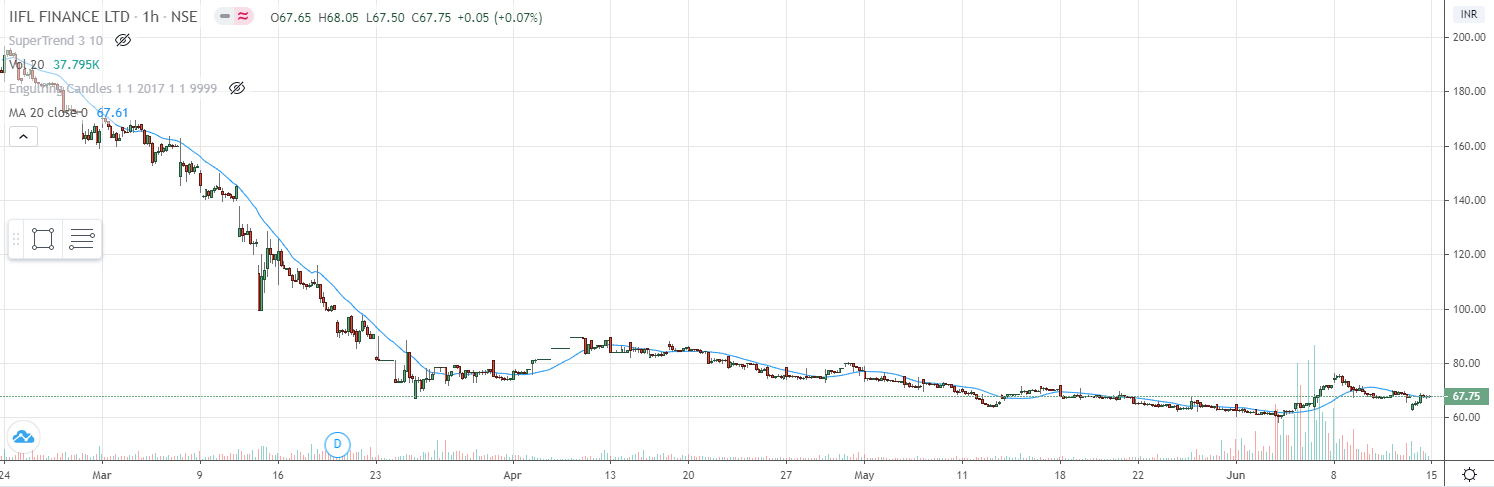 IIFL FINANCE LTD · 1h · NSE O67.65 H68.05 L67.50 C67.75 +0.05 (+0.07%)
INR
SuperTrend 3 10
Vol 20 37.795K
Engulfing Candles 1 1 2017 1 1 9999
MA 20 close 0 67.61
200.00
180.00
160.00
140.00
120.00
100.00
80.00
67.75
60.00
D
24 Mar 9 16 23 Apr 13 20 27 May 11 18 22 Jun 8 15